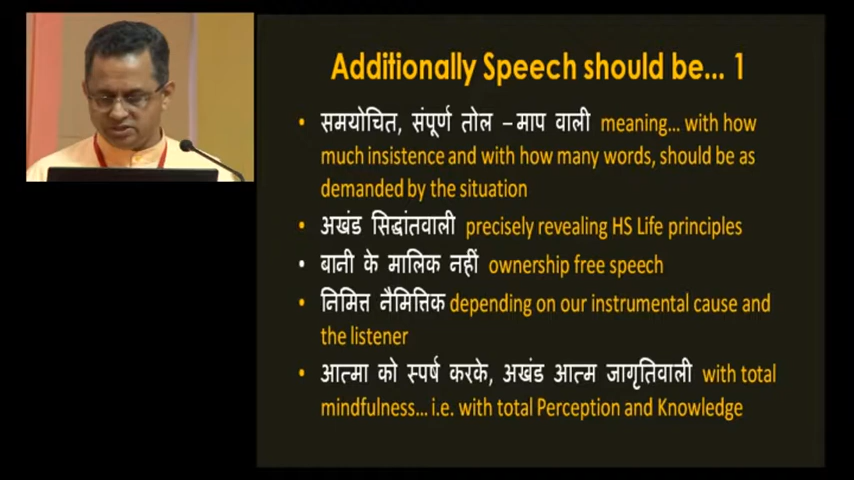 Additionally Speech should be... 1
• समयोचित, संपूर्ण तोल –माप वाली meaning... with how
much insistence and with how many words, should be as
demanded by the situation
• अखंड सिद्धांतवाली precisely revealing HS Life principles
• बानी के मालिक नहीं ownership free speech
• निमित्त नैमित्तिक depending on our instrumental cause and
the listener
• आत्मा को स्पर्ष करके, अखंड आत्म जागृतिवाली with total
mindfulness... i.e. with total Perception and Knowledge